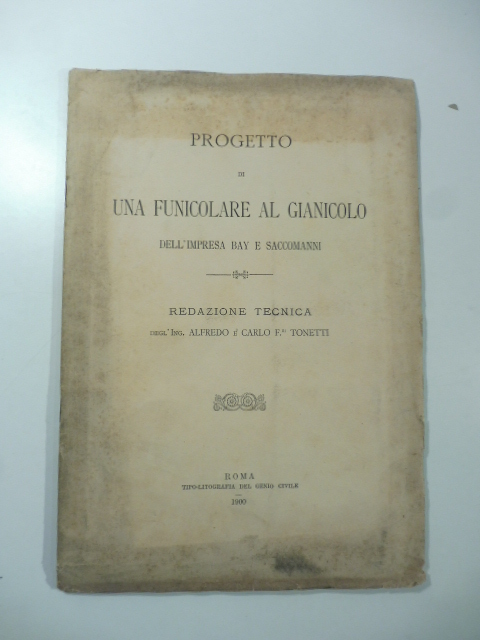 PROGETTO
DI
UNA FUNICOLARE AL GIANICOLO
DELL'IMPRESA BAY E SACCOMANNI
REDAZIONE TECNICA
DEGL'ING. ALFREDO É CARLO F.LLI TONETTI
ROMA
TIPO-LITOGRAFIA DEL GENIO CIVILE
1900